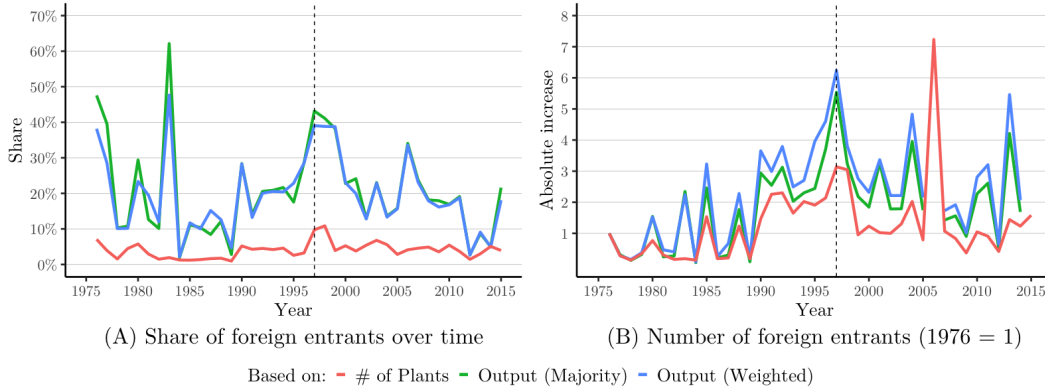 70%
60%
50%
40%
30%
20%
10%
0%
Share
1975 1980 1985 1990 1995 2000 2005 2010 2015
Year
(A) Share of foreign entrants over time
8
7
6
5
4
3
2
1
Absolute increase
1975 1980 1985 1990 1995 2000 2005 2010 2015
Year
(B) Number of foreign entrants (1976 = 1)
Based on: # of Plants Output (Majority) Output (Weighted)